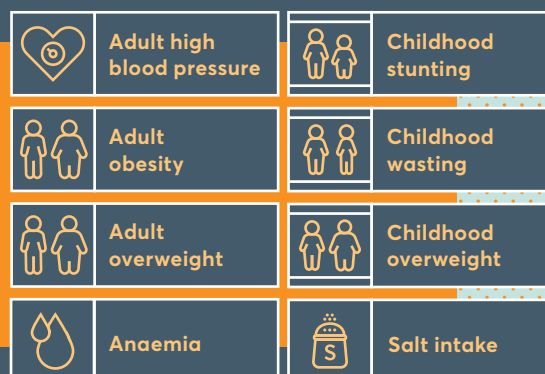 Adult high
blood pressure
Childhood
stunting
Adult
obesity
Childhood
wasting
Adult
overweight
Childhood
overweight
Anaemia
S
Salt intake